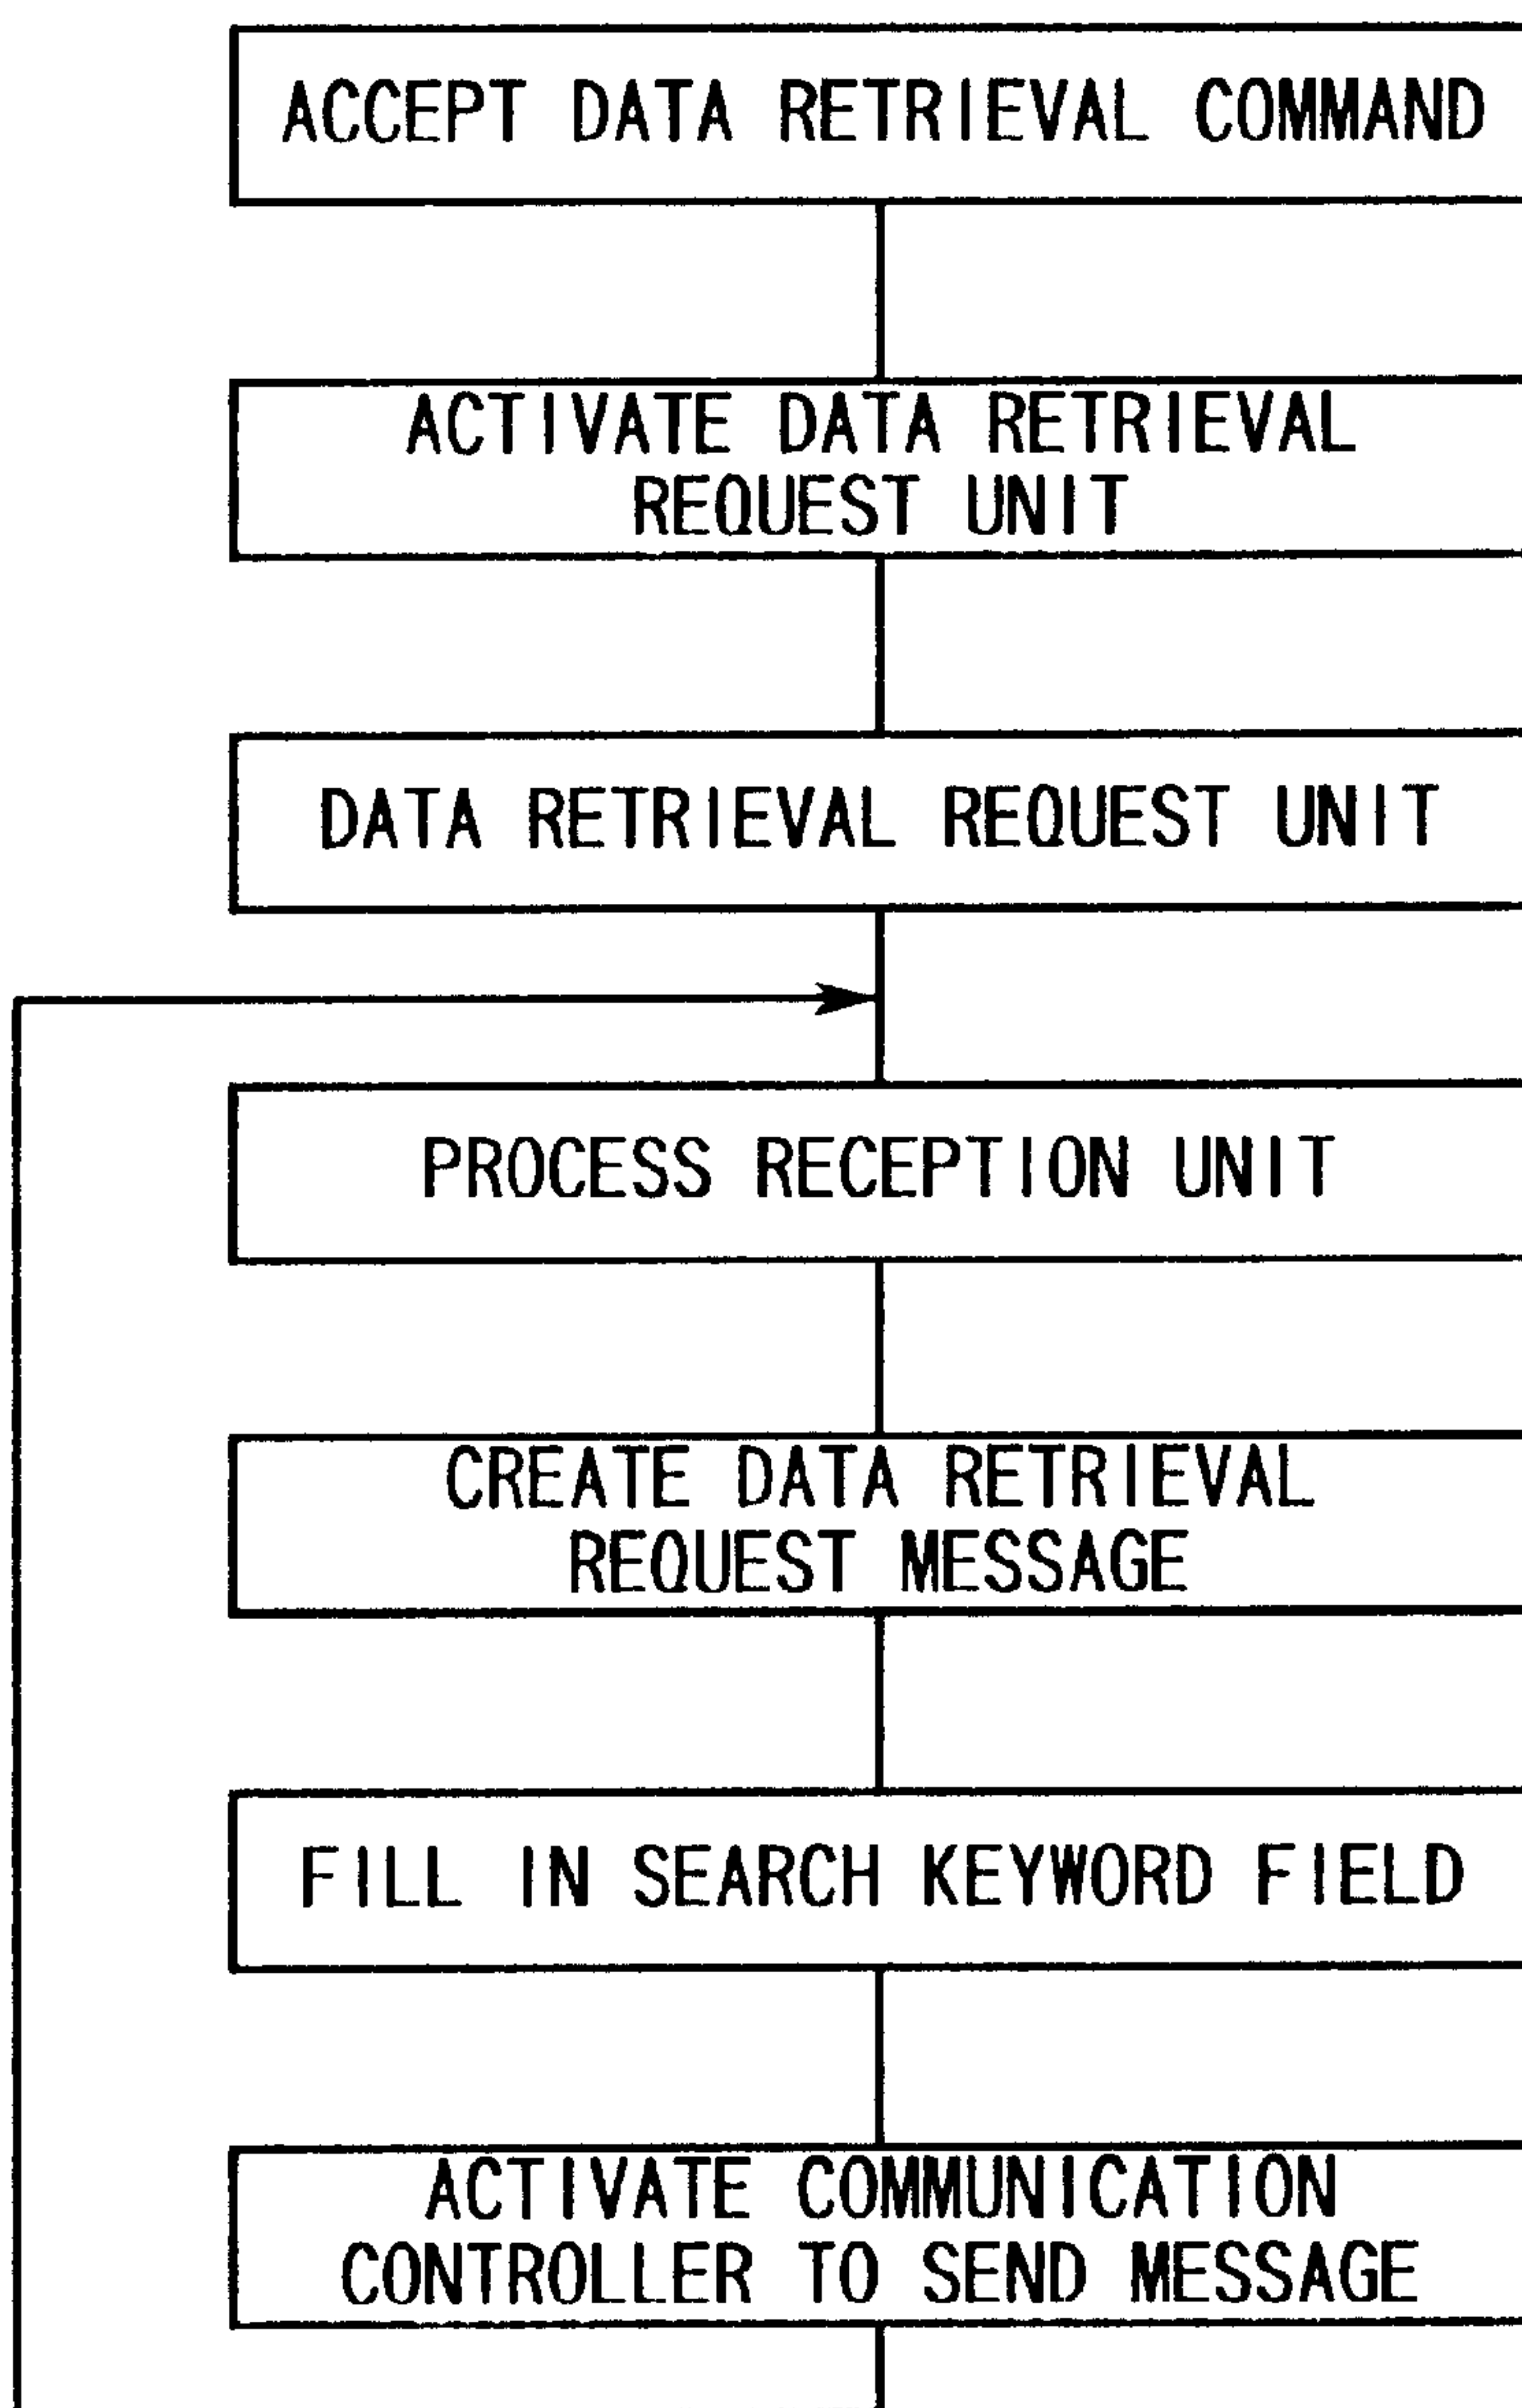 ACCEPT DATA RETRIEVAL COMMAND
ACTIVATE DATA RETRIEVAL
REQUEST UNIT
DATA RETRIEVAL REQUEST UNIT
PROCESS RECEPTION UNIT
CREATE DATA RETRIEVAL
REQUEST MESSAGE
FILL IN SEARCH KEYWORD FIELD
ACTIVATE COMMUNICATION
CONTROLLER TO SEND MESSAGE